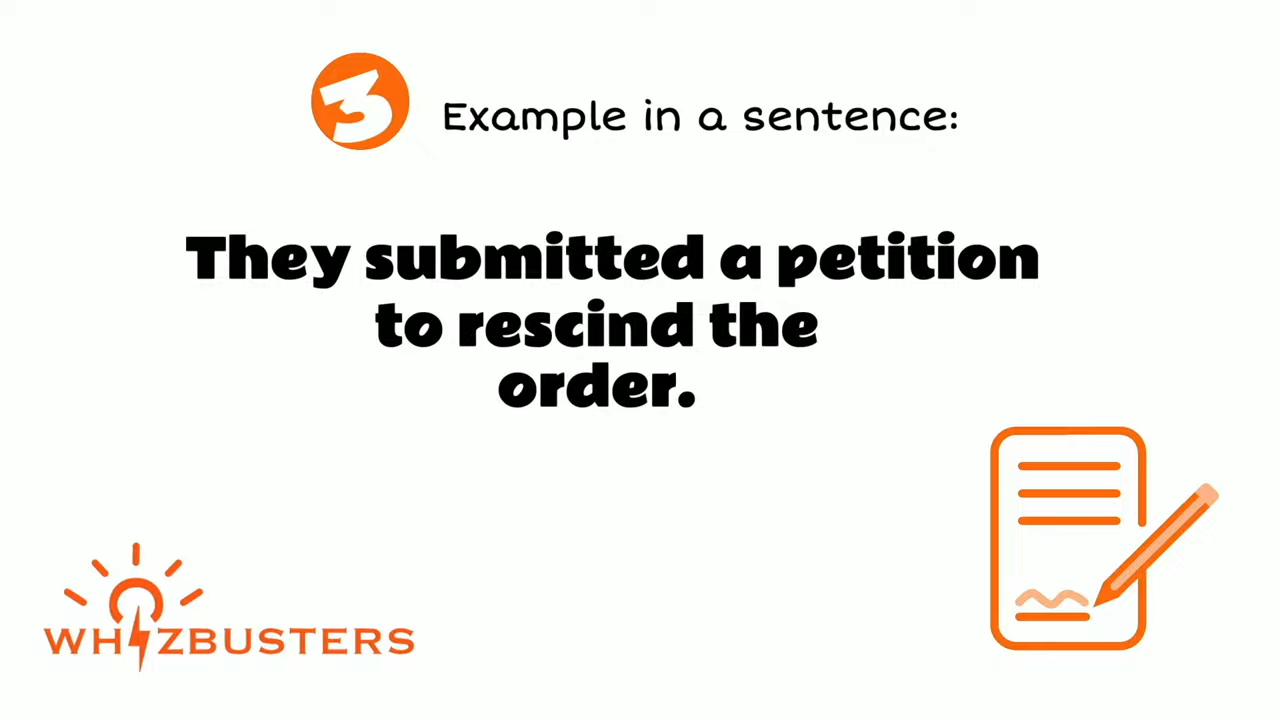 3 Example in a sentence:
They submitted a petition
to rescind the
order.
WHIZBUSTERS